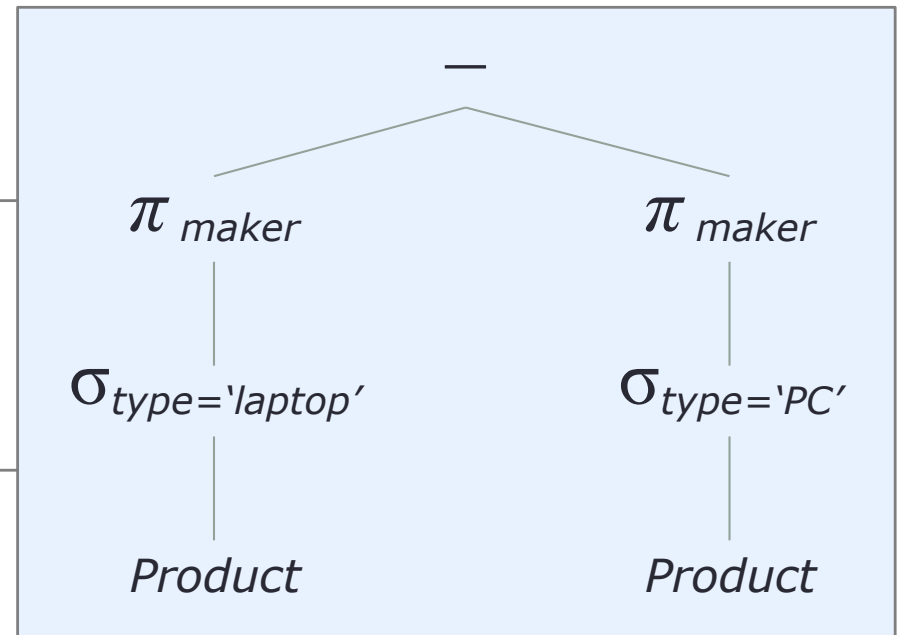 —
π maker π maker
σtype=‘laptop’ σtype=‘PC’
Product Product